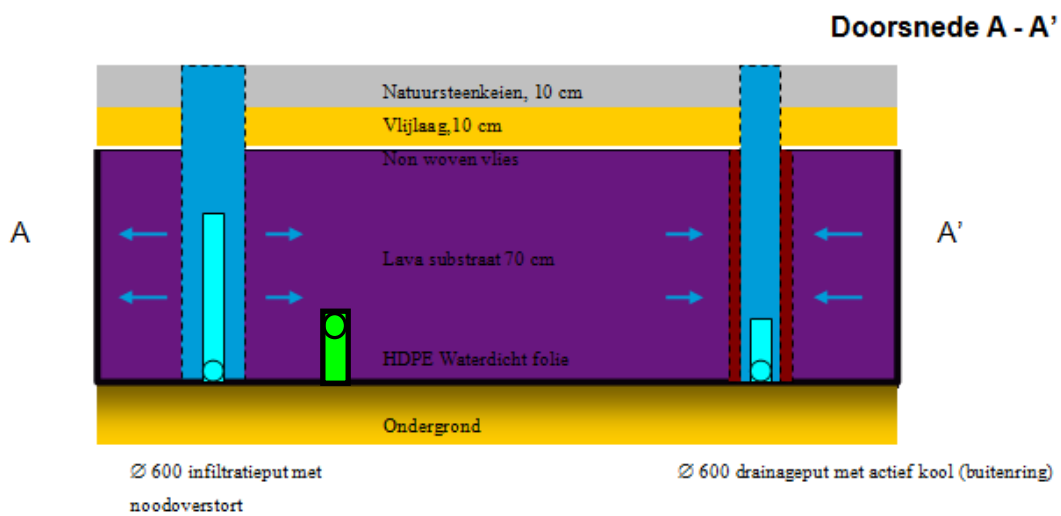 Doorsnede A - A’
Natuursteenkeien, 10 cm
Vlijlaag,10 cm
Non woven vlies
A
A’
Lava substraat 70 cm
HDPE Waterdicht folie
Ondergrond
∅ 600 infiltratieput met
noodoverstort
∅ 600 drainageput met actief kool (buitenring)